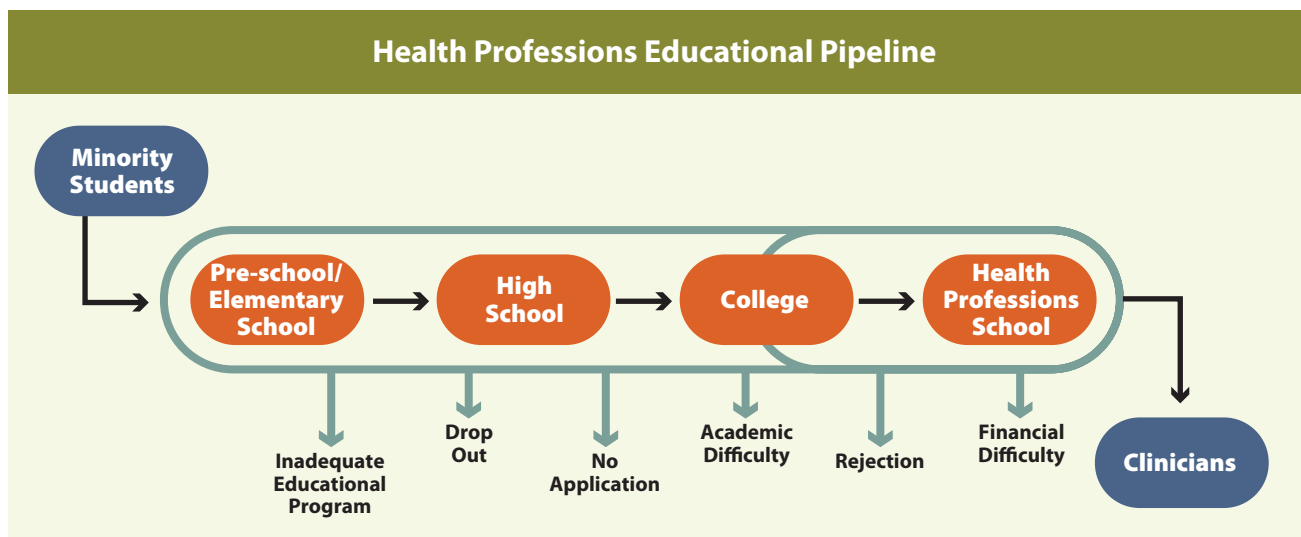 Health Professions Educational Pipeline
Minority
Students
Pre-school/
Elementary
School
High
School
College
Health
Professions
School
Inadequate
Educational
Program
Drop
Out
No
Application
Academic
Difficulty
Rejection
Financial
Difficulty
Clinicians